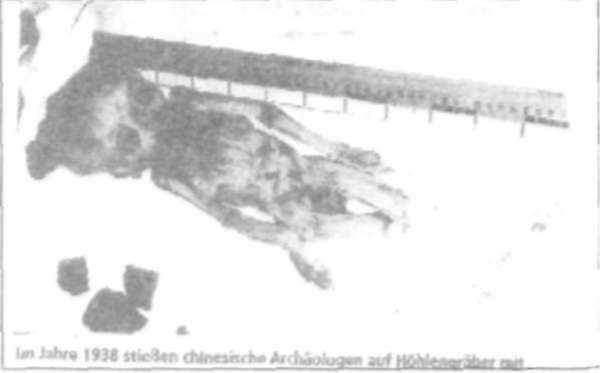 Im Jahre 1938 stießen chinesische Archäologen auf Höhlengräber mit